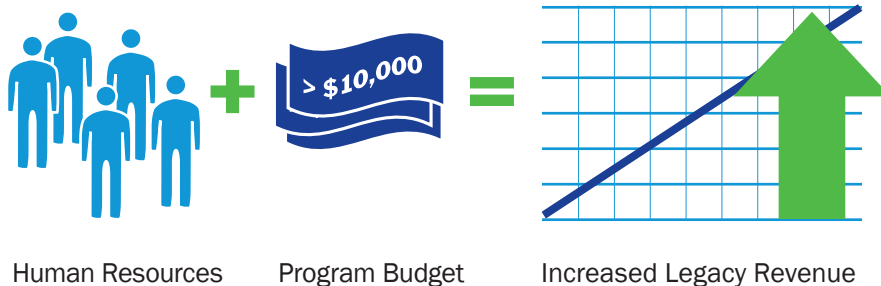 > $10,000
Human Resources
Program Budget
Increased Legacy Revenue